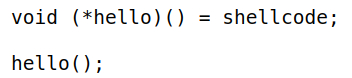 void (*hello)() = shellcode;
hello();